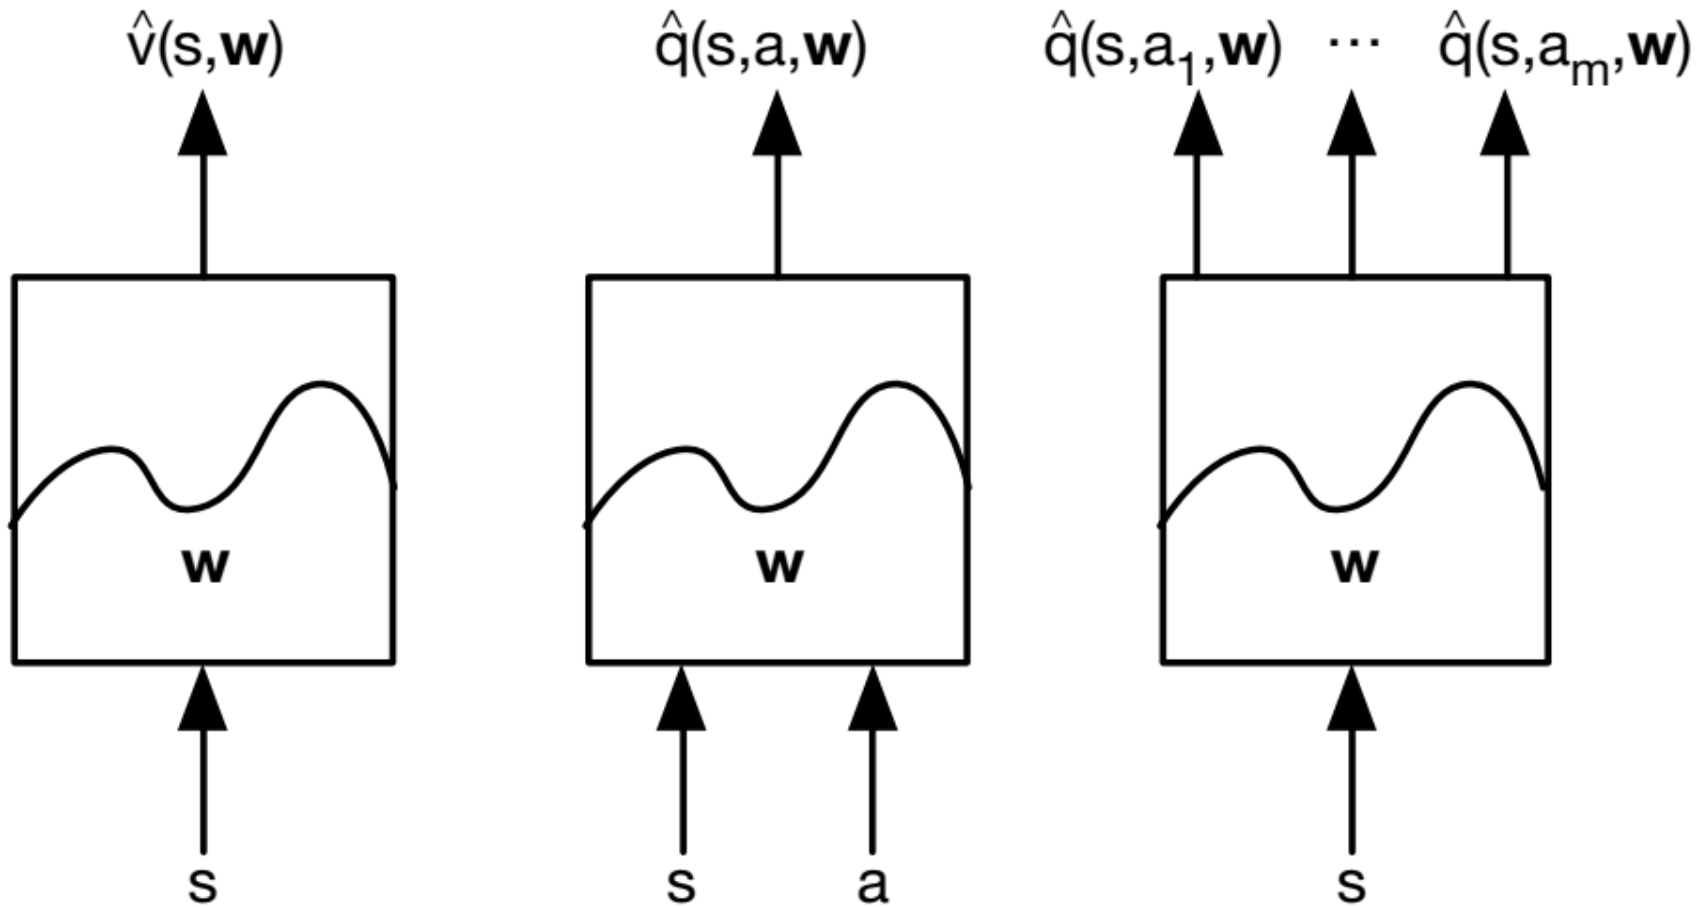 v̂(s,w) q̂(s,a,w) q̂(s,a₁,w) ⋯ q̂(s,aₘ,w)
w w w
s s a s